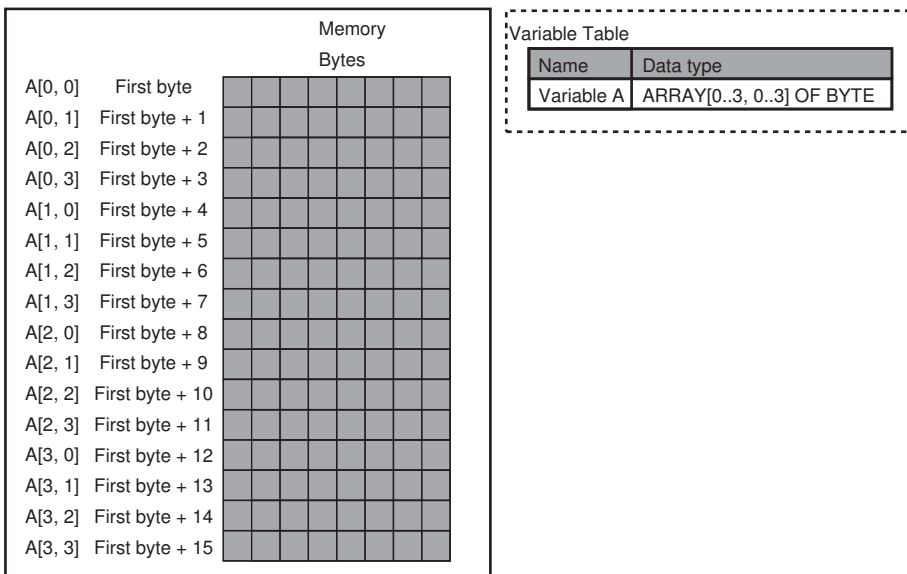 Memory
Bytes
A[0, 0] First byte
A[0, 1] First byte + 1
A[0, 2] First byte + 2
A[0, 3] First byte + 3
A[1, 0] First byte + 4
A[1, 1] First byte + 5
A[1, 2] First byte + 6
A[1, 3] First byte + 7
A[2, 0] First byte + 8
A[2, 1] First byte + 9
A[2, 2] First byte + 10
A[2, 3] First byte + 11
A[3, 0] First byte + 12
A[3, 1] First byte + 13
A[3, 2] First byte + 14
A[3, 3] First byte + 15
Variable Table
Name Data type
Variable A ARRAY[0..3, 0..3] OF BYTE